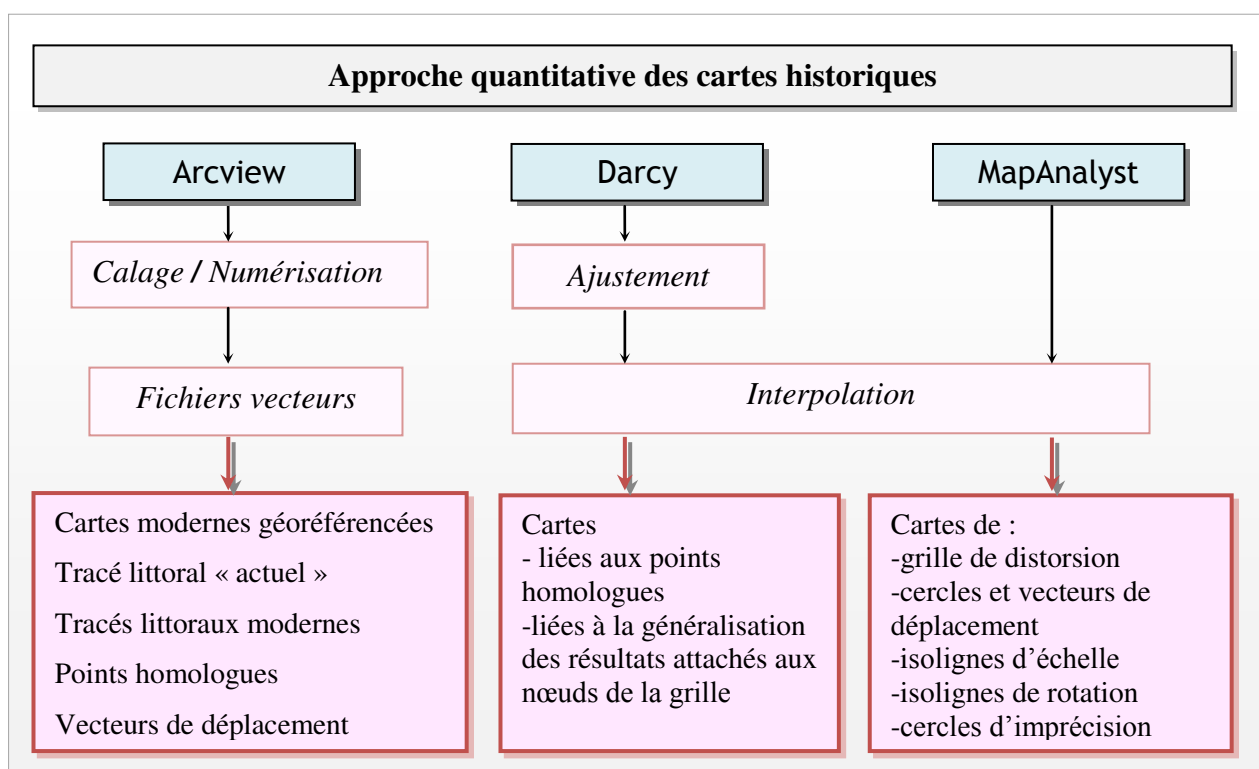 Approche quantitative des cartes historiques
Arcview
Darcy
MapAnalyst
Calage / Numérisation
Ajustement
Fichiers vecteurs
Interpolation
Cartes modernes géoréférencées
Tracé littoral « actuel »
Tracés littoraux modernes
Points homologues
Vecteurs de déplacement
Cartes
- liées aux points
homologues
-liées à la généralisation
des résultats attachés aux
nœuds de la grille
Cartes de :
-grille de distorsion
-cercles et vecteurs de
déplacement
-isolignes d’échelle
-isolignes de rotation
-cercles d’imprécision